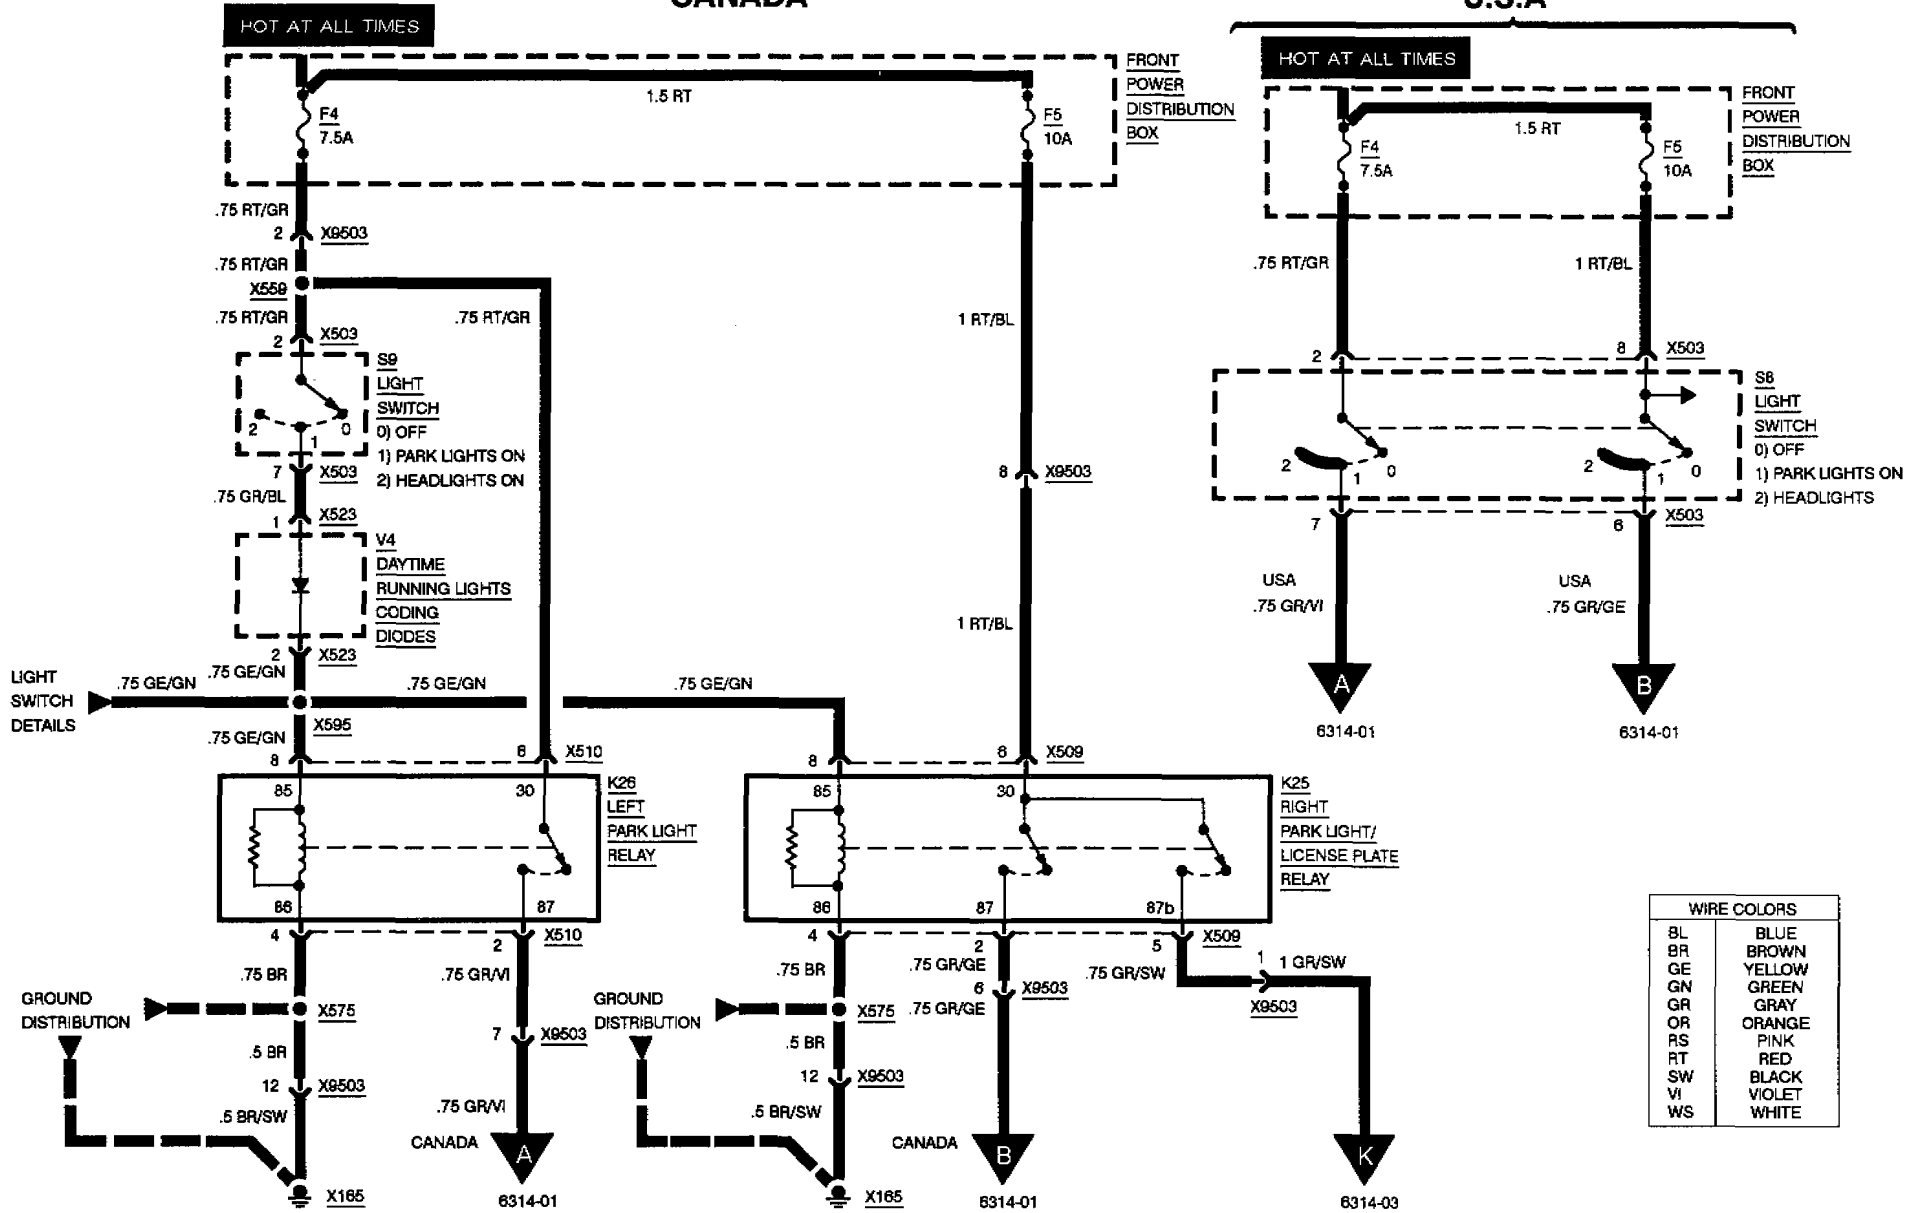 CANADA
HOT AT ALL TIMES
1.5 RT
F4
7.5A
F5
10A
FRONT
POWER
DISTRIBUTION
BOX
.75 RT/GR
2 X9503
.75 RT/GR
X559
.75 RT/GR
.75 RT/GR
1 RT/BL
2 X503
S9
LIGHT
SWITCH
0) OFF
1) PARK LIGHTS ON
2) HEADLIGHTS ON
2 1 0
7 X503
.75 GR/BL
1 X523
8 X9503
V4
DAYTIME
RUNNING LIGHTS
CODING
DIODES
1 RT/BL
2 X523
.75 GE/GN
LIGHT
SWITCH
DETAILS
.75 GE/GN
.75 GE/GN
.75 GE/GN
X595
.75 GE/GN
8 6 X510
8 6 X509
85 30
K26
LEFT
PARK LIGHT
RELAY
86 87
85 30
K25
RIGHT
PARK LIGHT/
LICENSE PLATE
RELAY
86 87 87b
4 2 X510
4 2 5 X509
.75 BR
.75 GR/VI
.75 BR
.75 GR/GE
.75 GR/SW
1 1 GR/SW
X9503
GROUND
DISTRIBUTION
X575
GROUND
DISTRIBUTION
X575
6 X9503
.75 GR/GE
.5 BR
7 X9503
.5 BR
12 X9503
12 X9503
.5 BR/SW
.75 GR/VI
.5 BR/SW
CANADA
A
CANADA
B
K
X165
6314-01
X165
6314-01
6314-03
U.S.A
HOT AT ALL TIMES
1.5 RT
F4
7.5A
F5
10A
FRONT
POWER
DISTRIBUTION
BOX
.75 RT/GR
1 RT/BL
2 8 X503
S8
LIGHT
SWITCH
0) OFF
1) PARK LIGHTS ON
2) HEADLIGHTS
2 1 0
2 1 0
7 6 X503
USA
.75 GR/VI
USA
.75 GR/GE
A
B
6314-01
6314-01
WIRE COLORS
BL BLUE
BR BROWN
GE YELLOW
GN GREEN
GR GRAY
OR ORANGE
RS PINK
RT RED
SW BLACK
VI VIOLET
WS WHITE